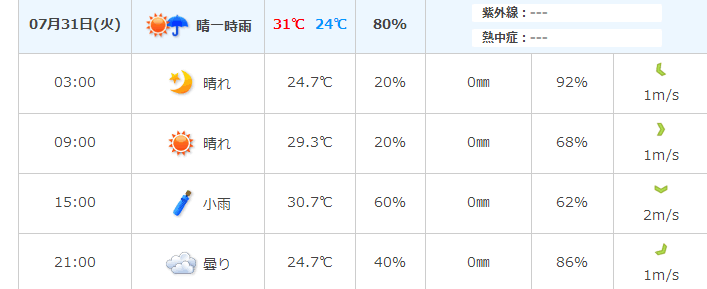 07月31日(火) 晴一時雨 31℃ 24℃ 80% 紫外線：---
熱中症：---
03:00 晴れ 24.7℃ 20% 0㎜ 92% 1m/s
09:00 晴れ 29.3℃ 20% 0㎜ 68% 1m/s
15:00 小雨 30.7℃ 60% 0㎜ 62% 2m/s
21:00 曇り 24.7℃ 40% 0㎜ 86% 1m/s